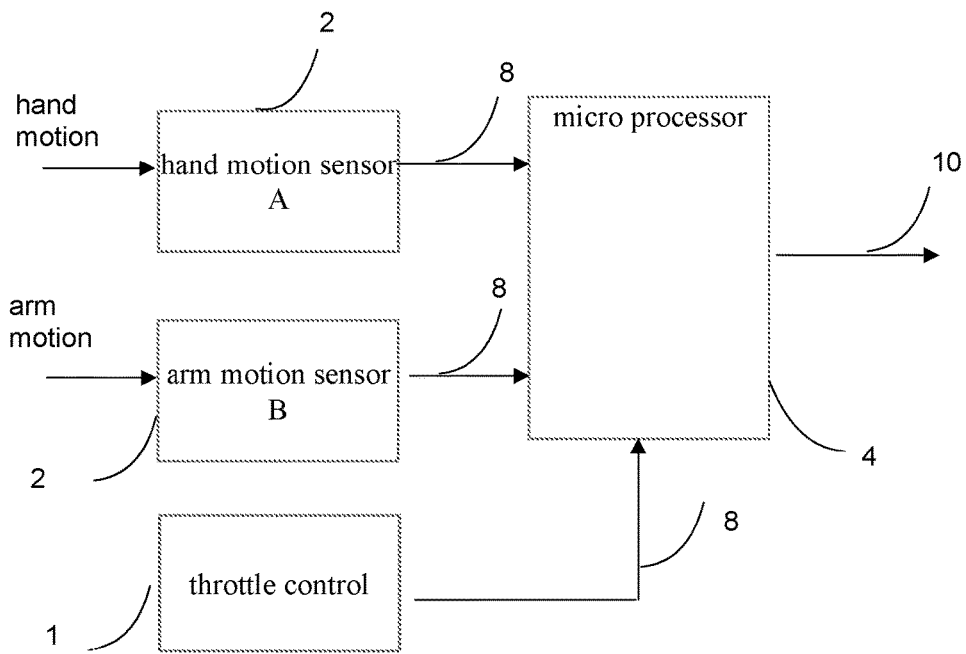 2
8
hand
motion
hand motion sensor
A
micro processor
10
arm
motion
8
arm motion sensor
B
2
4
8
throttle control
1